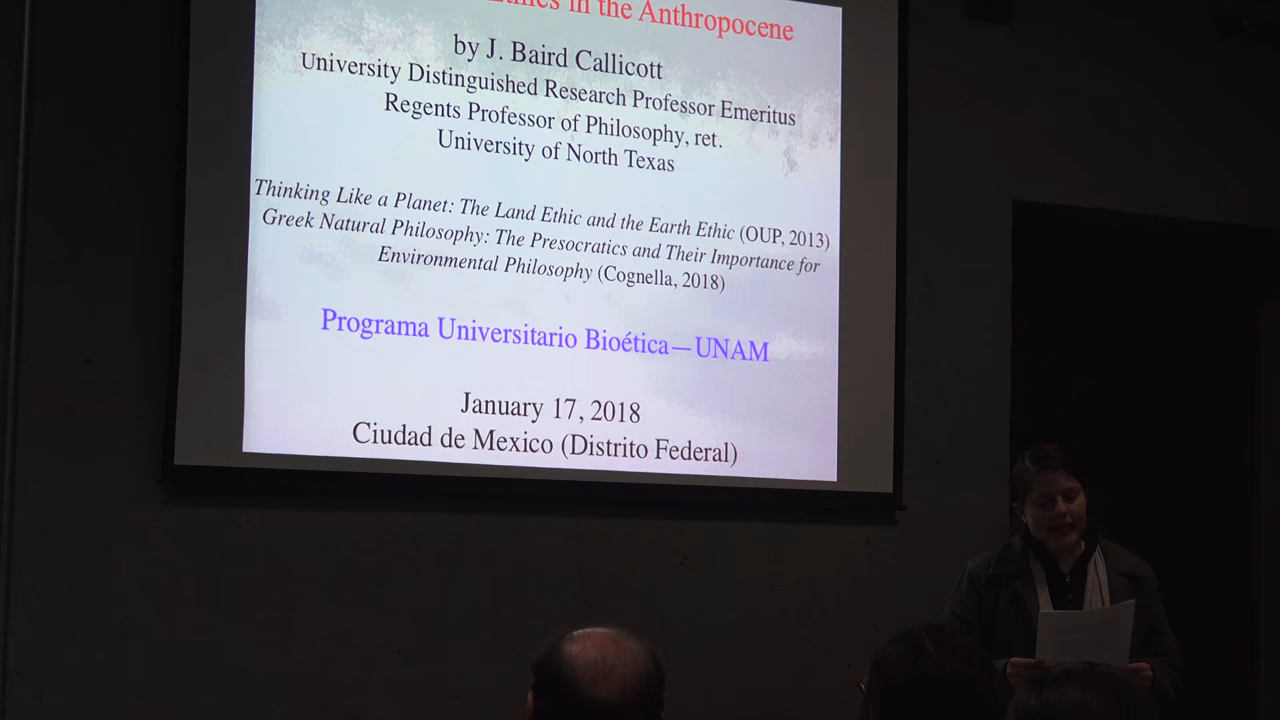 Ethics in the Anthropocene
by J. Baird Callicott
University Distinguished Research Professor Emeritus
Regents Professor of Philosophy, ret.
University of North Texas
Thinking Like a Planet: The Land Ethic and the Earth Ethic (OUP, 2013)
Greek Natural Philosophy: The Presocratics and Their Importance for
Environmental Philosophy (Cognella, 2018)
Programa Universitario Bioética—UNAM
January 17, 2018
Ciudad de Mexico (Distrito Federal)